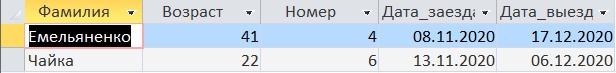 Фамилия Возраст Номер Дата_заезда Дата_выезд
Емельяненко 41 4 08.11.2020 17.12.2020
Чайка 22 6 13.11.2020 06.12.2020